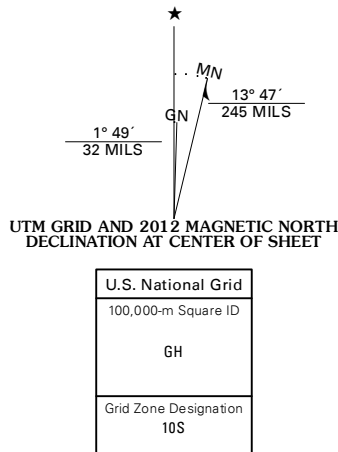 ★
MN
GN
13° 47´
245 MILS
1° 49´
32 MILS
UTM GRID AND 2012 MAGNETIC NORTH
DECLINATION AT CENTER OF SHEET
U.S. National Grid
100,000-m Square ID
GH
Grid Zone Designation
10S